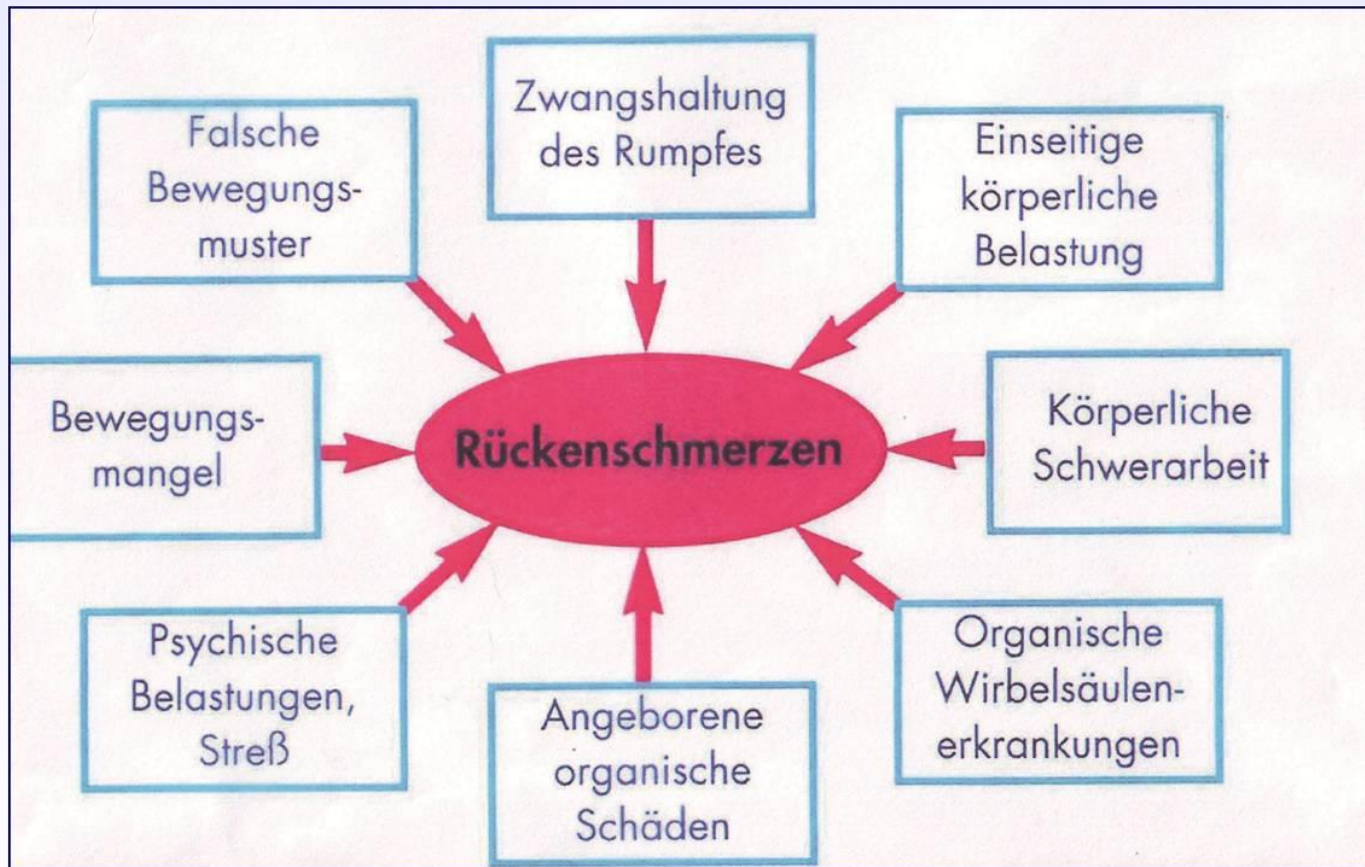 Zwangshaltung
des Rumpfes
Falsche
Bewegungs-
muster
Einseitige
körperliche
Belastung
Bewegungs-
mangel
Rückenschmerzen
Körperliche
Schwerarbeit
Psychische
Belastungen,
Streß
Angeborene
organische
Schäden
Organische
Wirbelsäulen-
erkrankungen